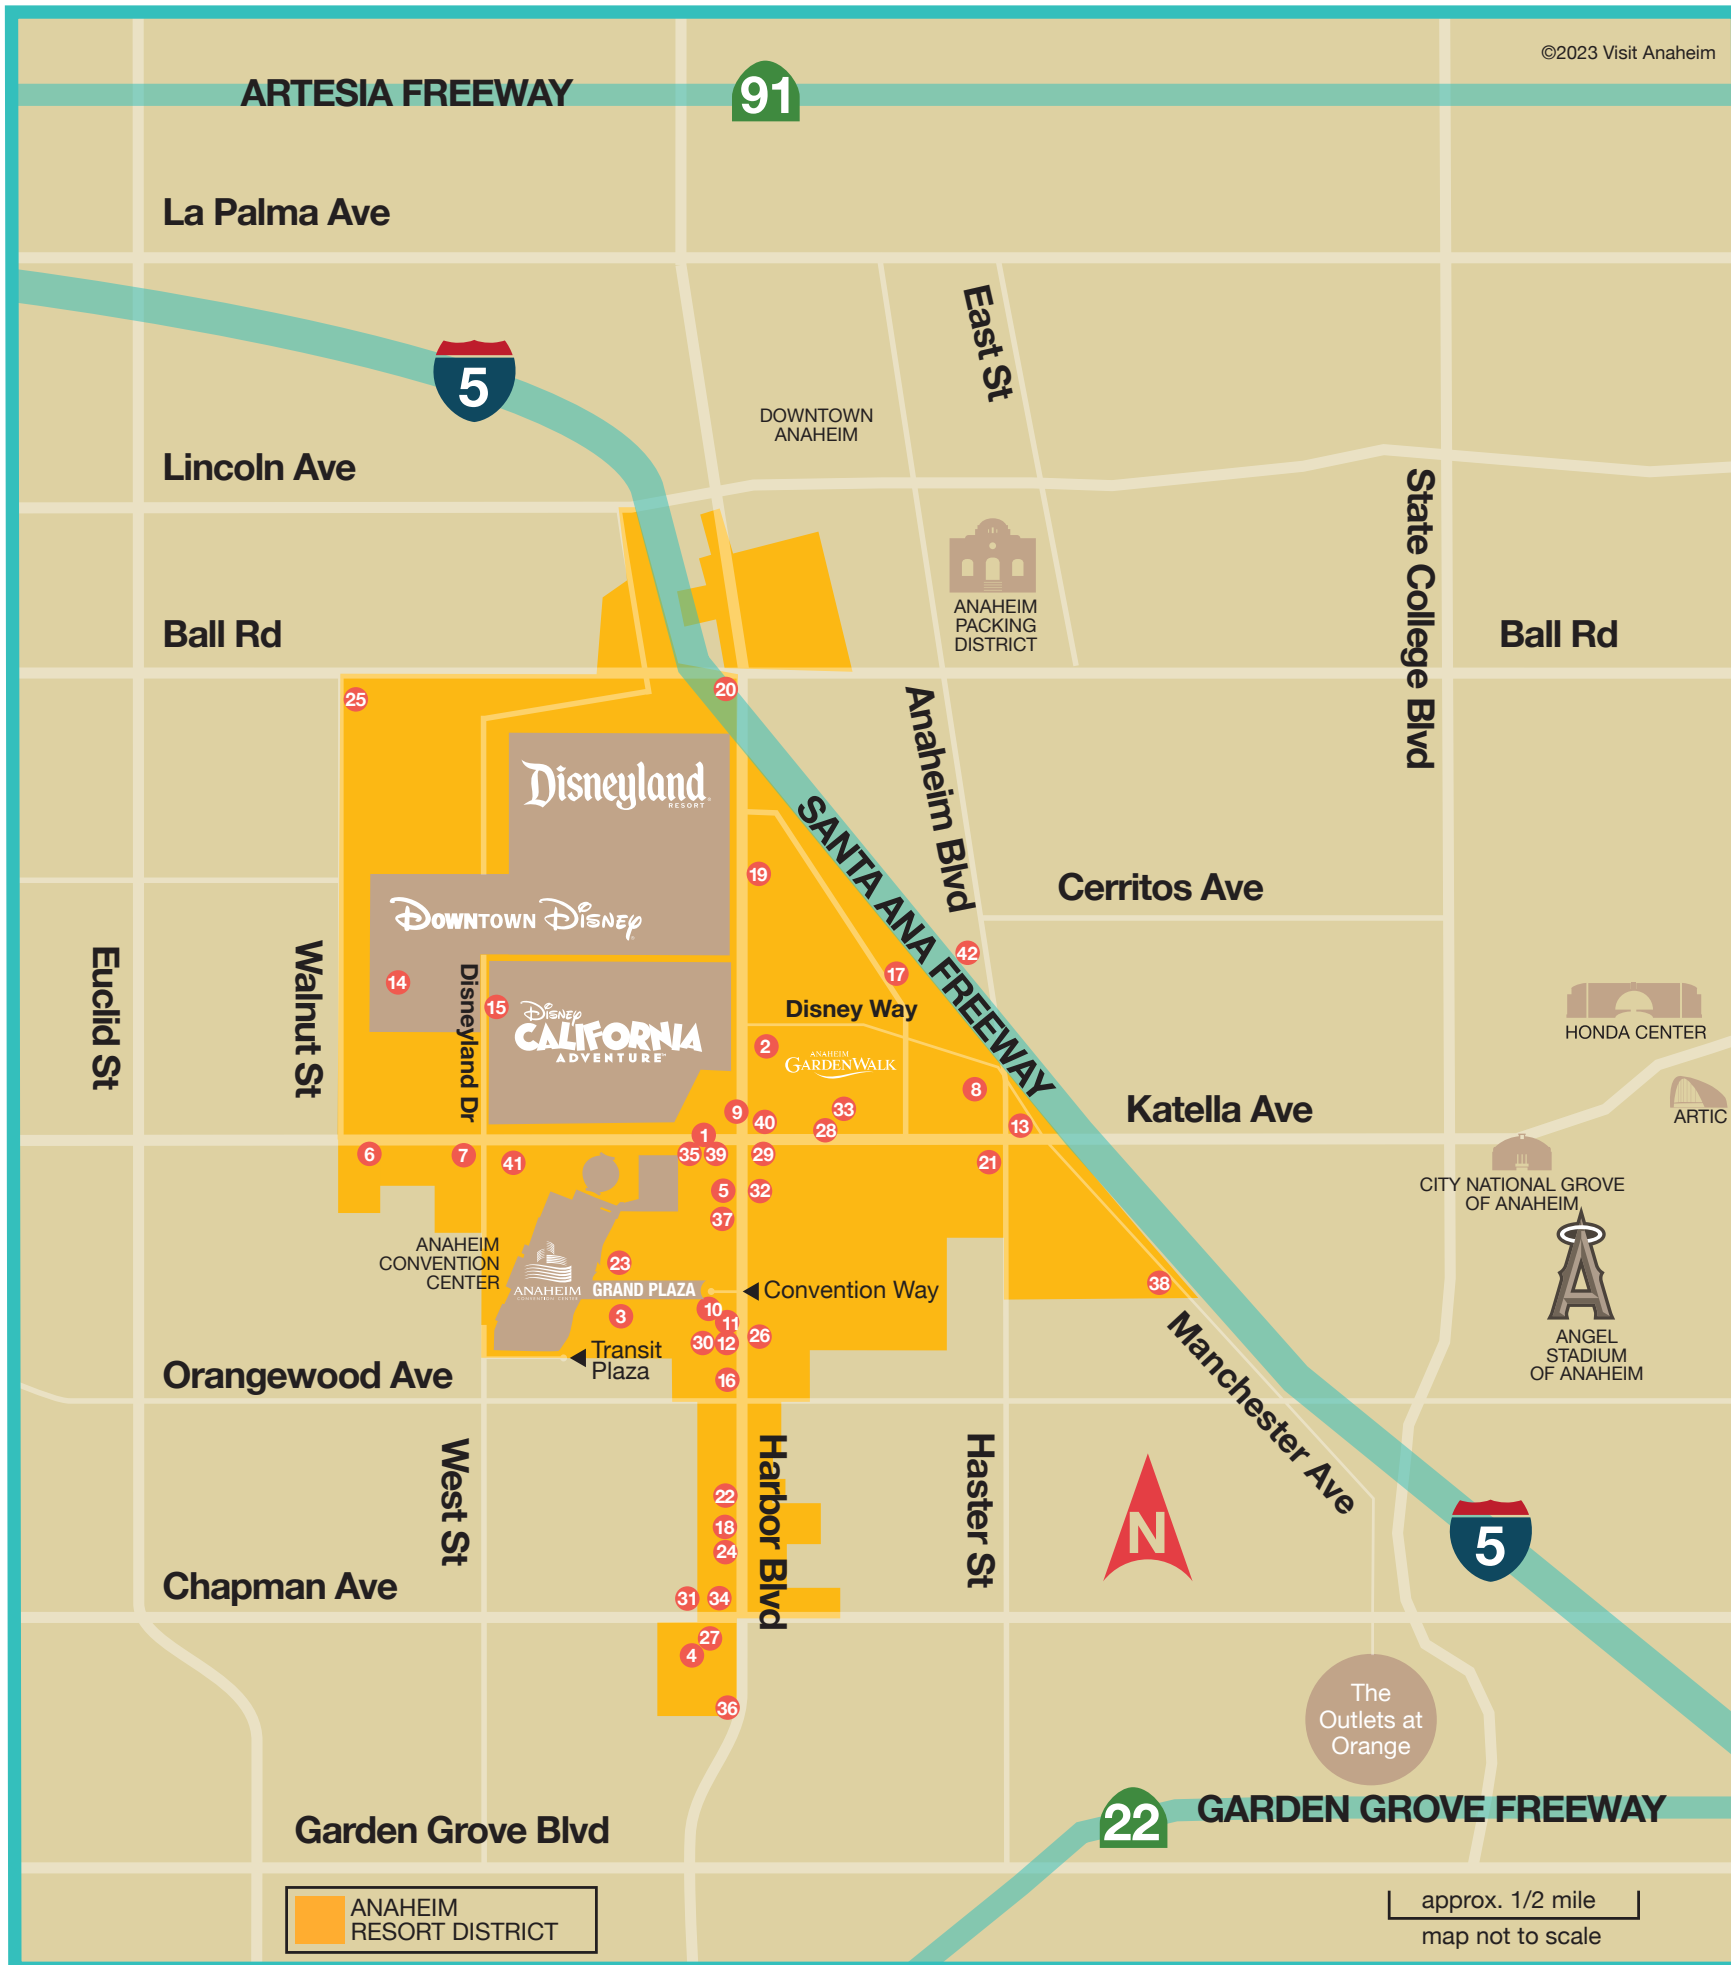 ©2023 Visit Anaheim
ARTESIA FREEWAY
91
La Palma Ave
East St
5
DOWNTOWN
ANAHEIM
Lincoln Ave
State College Blvd
ANAHEIM
PACKING
DISTRICT
Ball Rd
Ball Rd
25
20
Anaheim Blvd
Disneyland
RESORT
SANTA ANA FREEWAY
19
Cerritos Ave
DOWNTOWN DISNEY
Euclid St
Walnut St
Disneyland Dr
14
15
42
17
Disney Way
DISNEY
CALIFORNIA
ADVENTURE
HONDA CENTER
2
ANAHEIM
GARDENWALK
8
ARTIC
Katella Ave
9
40
33
28
13
1
6
7
41
35
39
29
21
CITY NATIONAL GROVE
OF ANAHEIM
5
32
37
ANAHEIM
CONVENTION
CENTER
23
ANAHEIM
CONVENTION CENTER
GRAND PLAZA
Convention Way
38
3
10
11
30
12
26
Transit
Plaza
ANGEL
STADIUM
OF ANAHEIM
Manchester Ave
Orangewood Ave
16
West St
Harbor Blvd
Haster St
22
18
24
N
5
Chapman Ave
31
34
27
4
36
The
Outlets at
Orange
22
GARDEN GROVE FREEWAY
Garden Grove Blvd
ANAHEIM
RESORT DISTRICT
approx. 1/2 mile
map not to scale